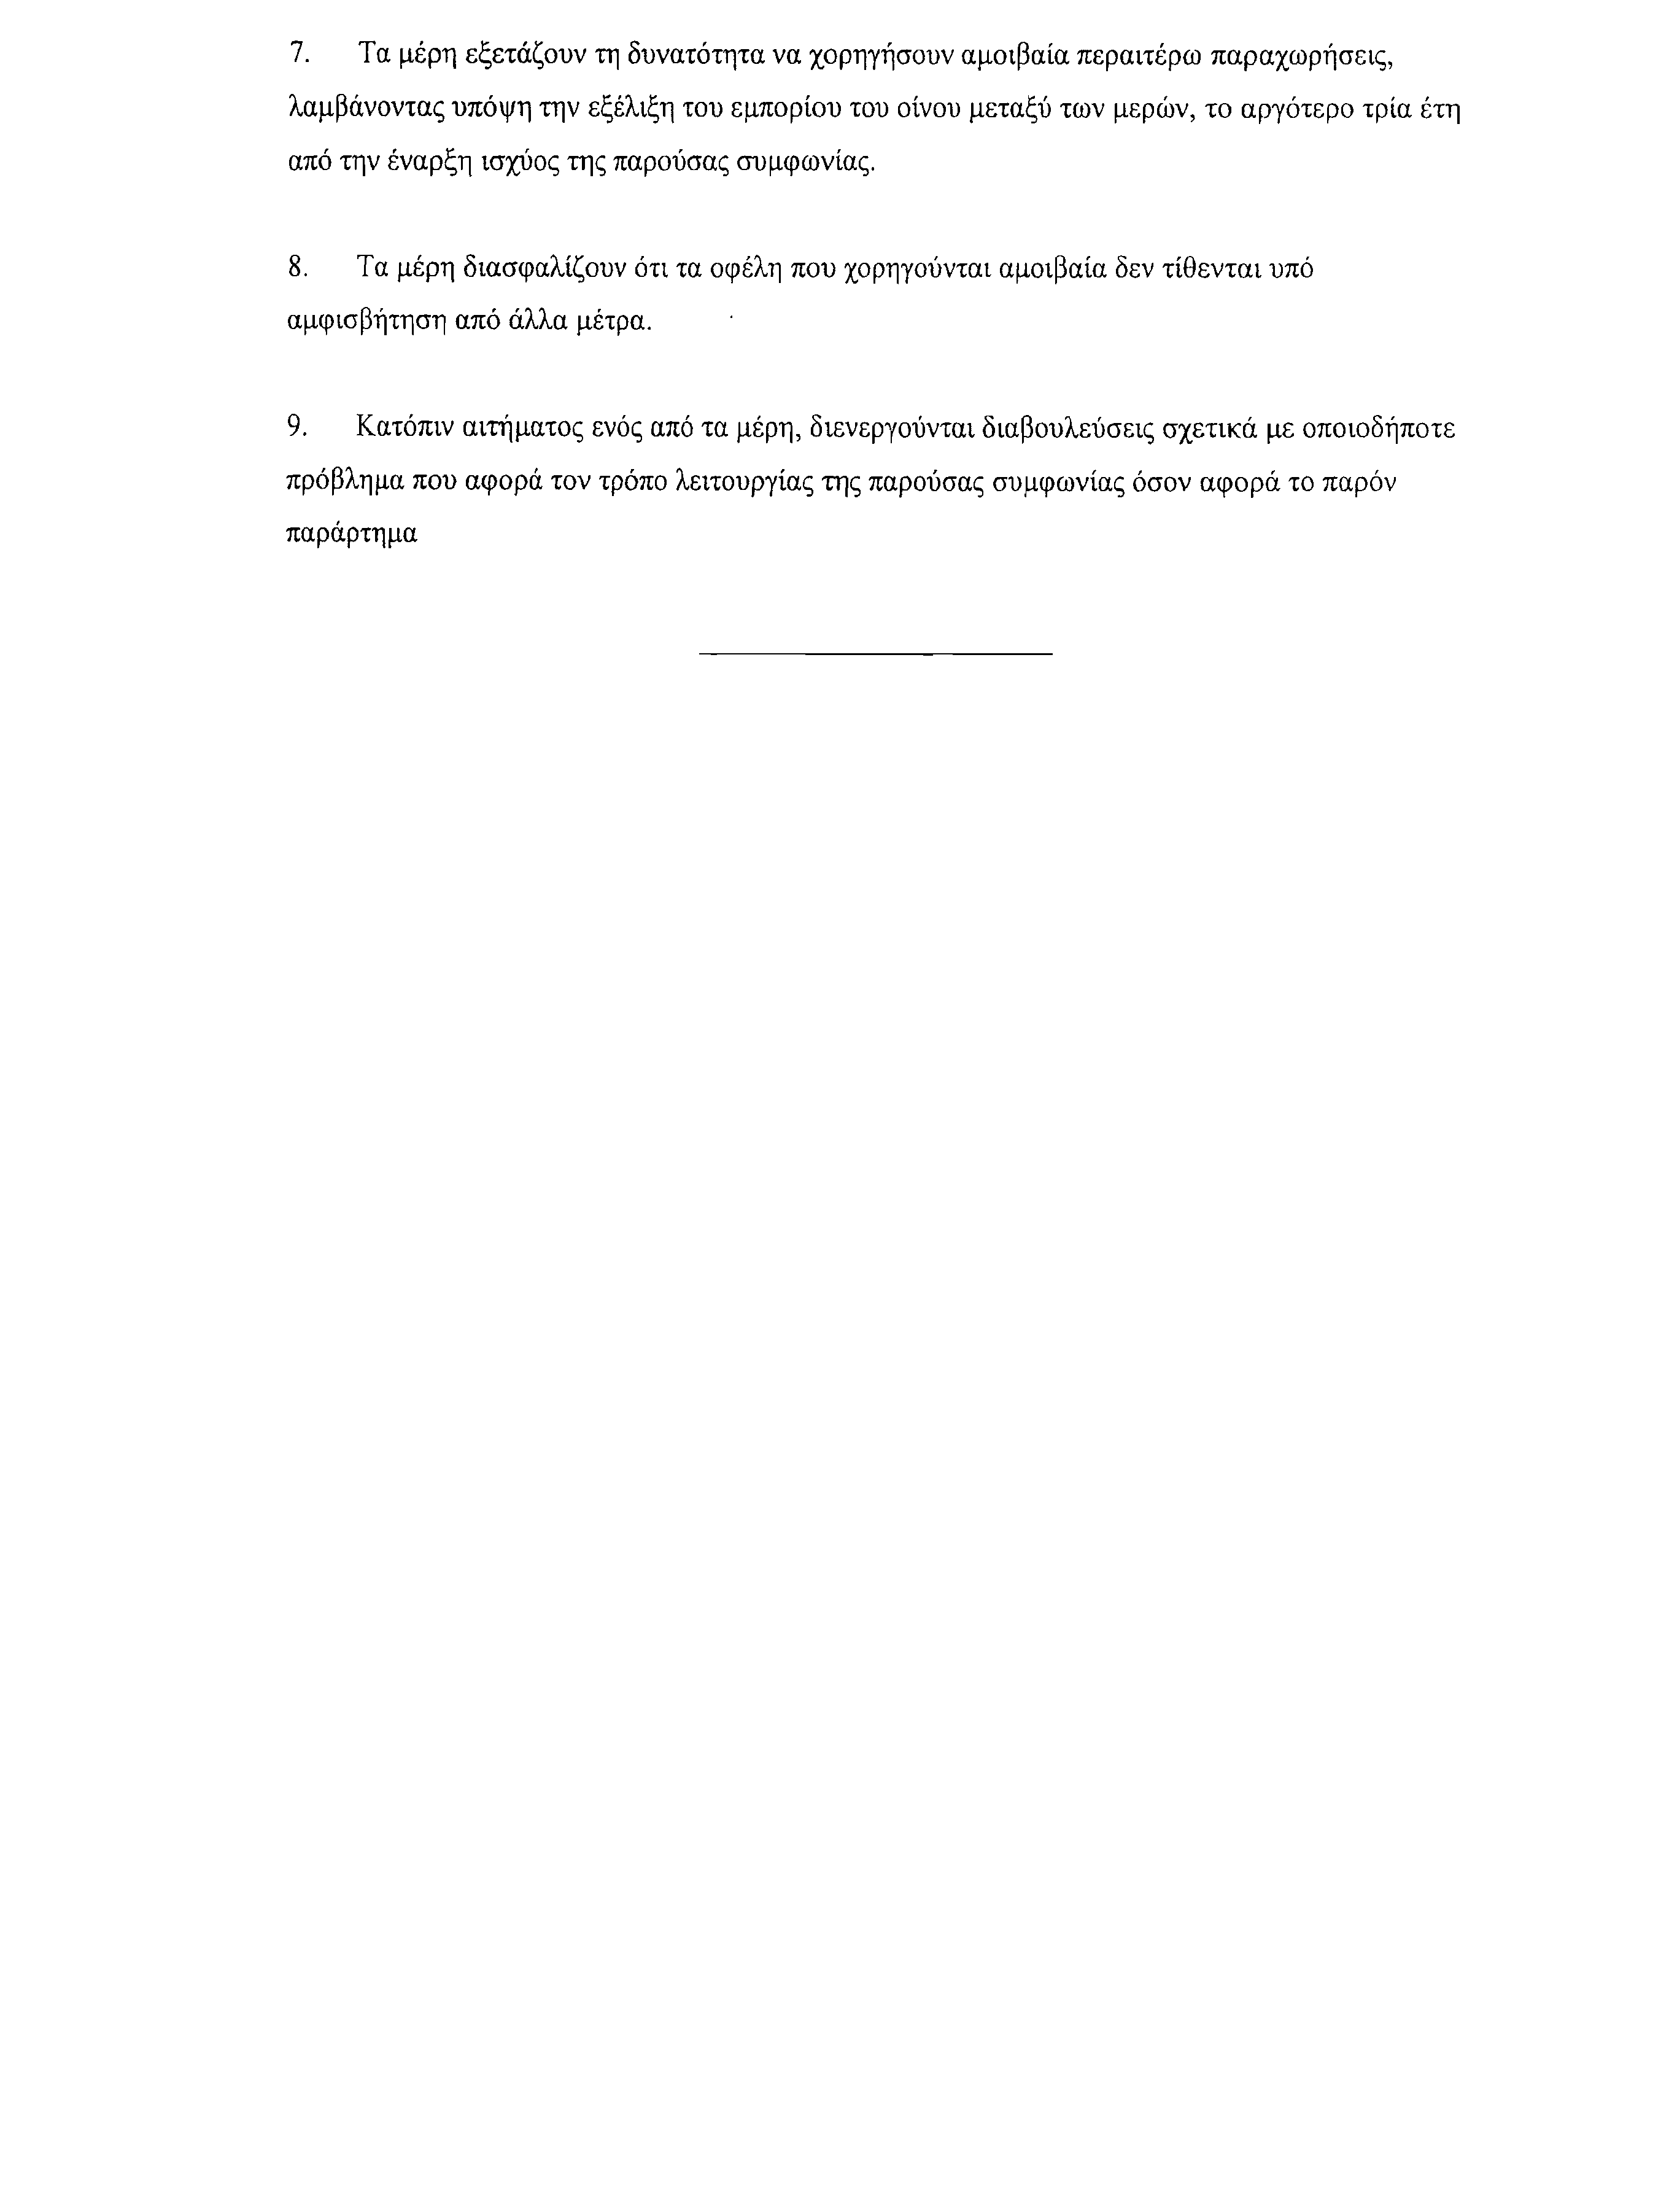 7. Τα μέρη εξετάζουν τη δυνατότητα να χορηγήσουν αμοιβαία περαιτέρω παραχωρήσεις,
λαμβάνοντας υπόψη την εξέλιξη του εμπορίου του οίνου μεταξύ των μερών, το αργότερο τρία έτη
από την έναρξη ισχύος της παρούσας συμφωνίας.
8. Τα μέρη διασφαλίζουν ότι τα οφέλη που χορηγούνται αμοιβαία δεν τίθενται υπό
αμφισβήτηση από άλλα μέτρα.
9. Κατόπιν αιτήματος ενός από τα μέρη, διενεργούνται διαβουλεύσεις σχετικά με οποιοδήποτε
πρόβλημα που αφορά τον τρόπο λειτουργίας της παρούσας συμφωνίας όσον αφορά το παρόν
παράρτημα